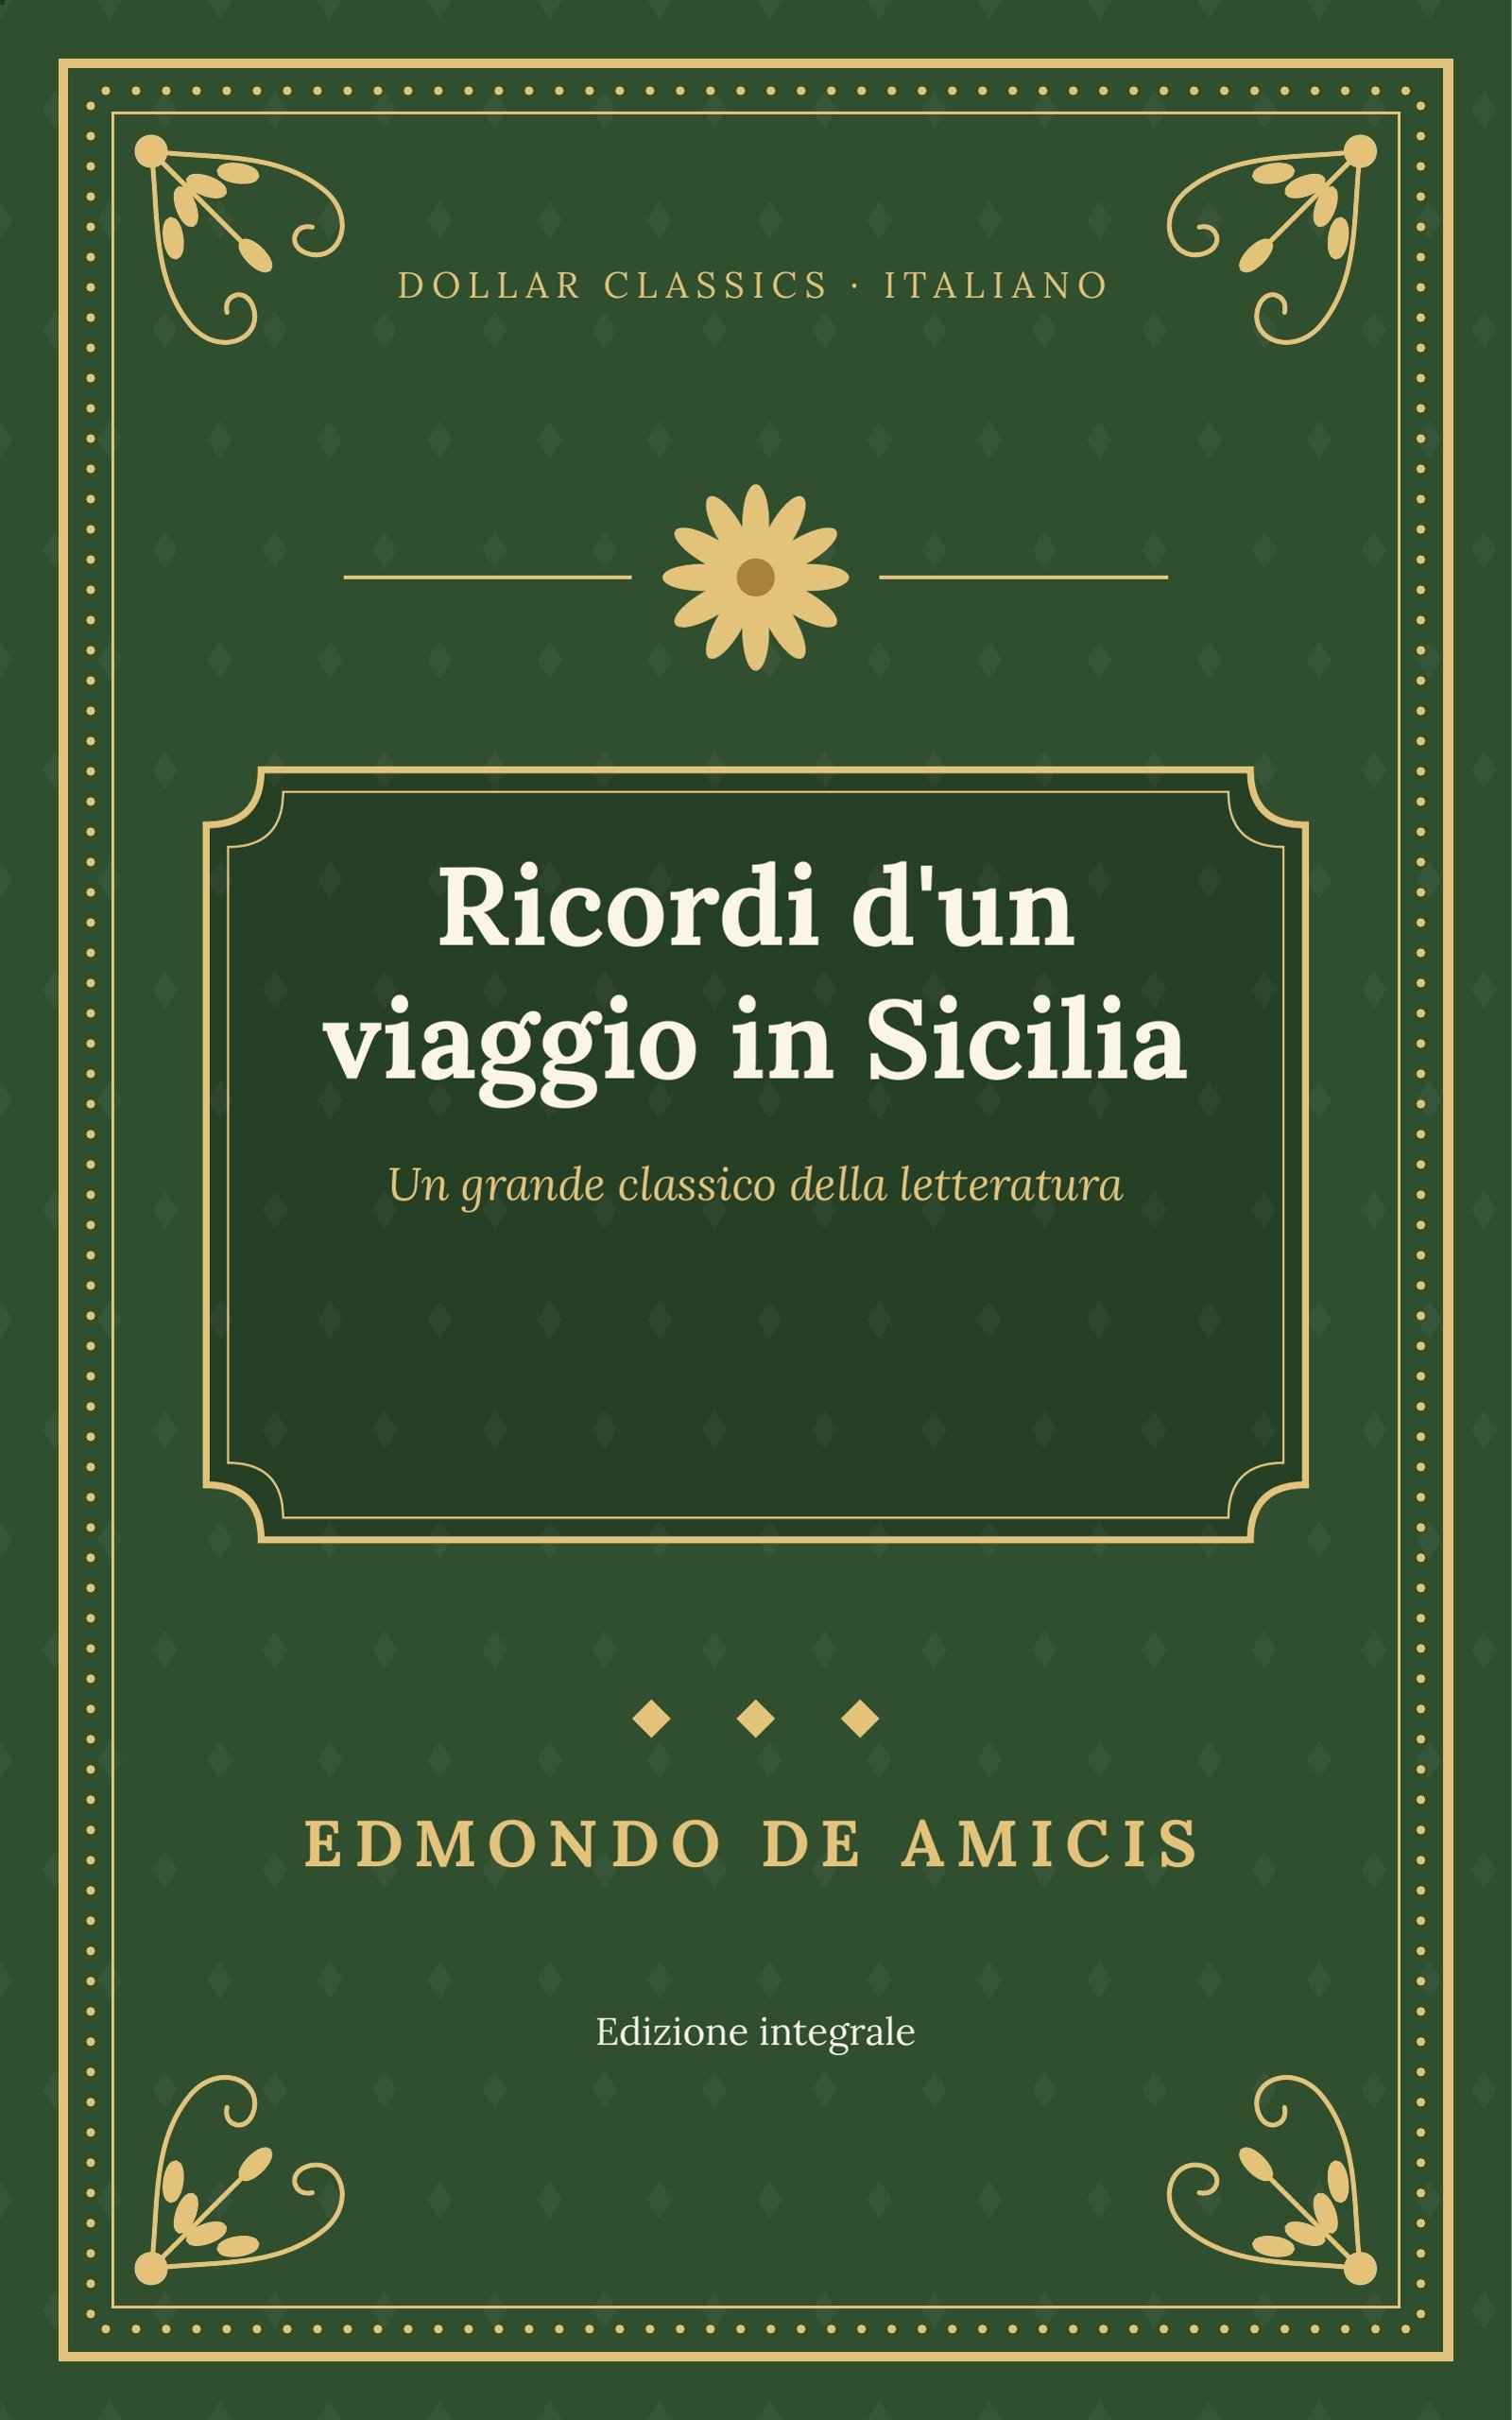 DOLLAR CLASSICS · ITALIANO
Ricordi d'un
viaggio in Sicilia
Un grande classico della letteratura
EDMONDO DE AMICIS
Edizione integrale